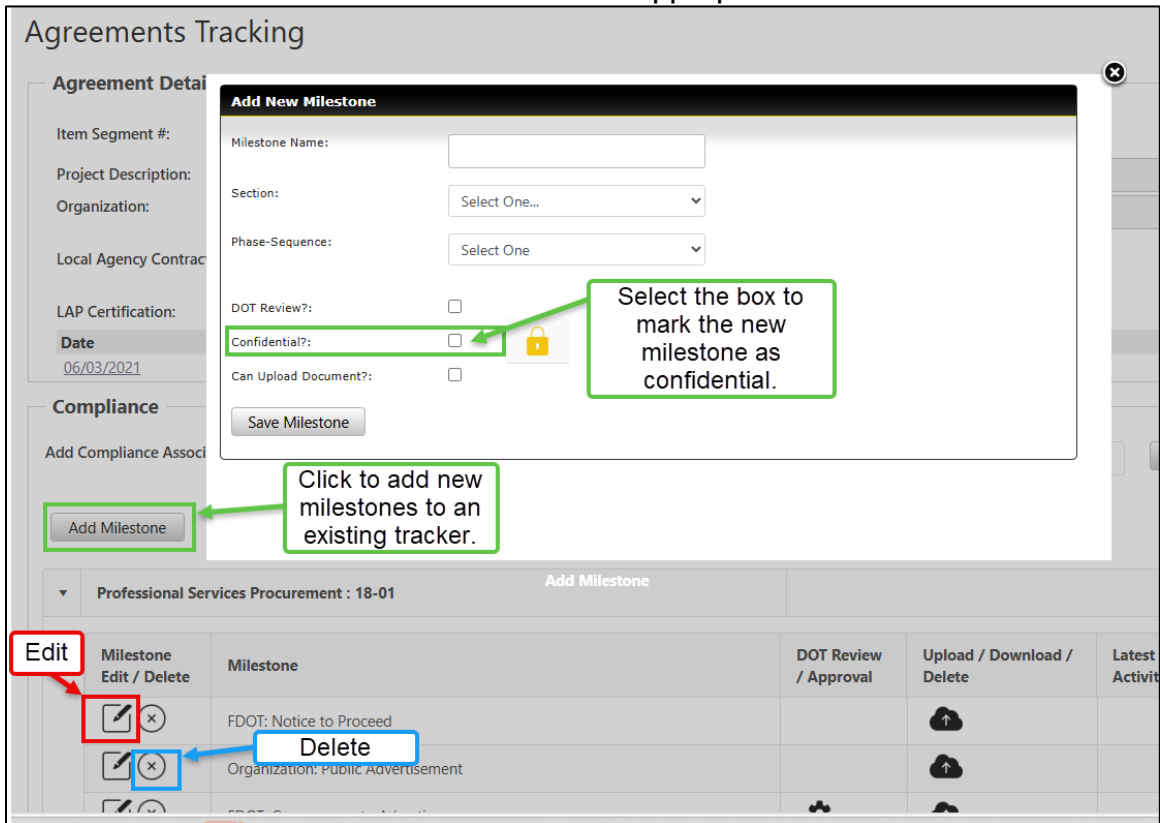 Agreements Tracking
Agreement Detai
Add New Milestone
Item Segment #:
Milestone Name:
Project Description:
Section:
Select One...
Organization:
Phase-Sequence:
Select One
Local Agency Contrac
LAP Certification:
DOT Review?:
Select the box to
mark the new
milestone as
confidential.
Date
Confidential?:
06/03/2021
Can Upload Document?:
Compliance
Save Milestone
Add Compliance Associ
Click to add new
milestones to an
existing tracker.
Add Milestone
Add Milestone
Professional Services Procurement : 18-01
Edit
Milestone
Edit / Delete
Milestone
DOT Review
/ Approval
Upload / Download /
Delete
Latest
Activit
FDOT: Notice to Proceed
Delete
Organization: Public Advertisement